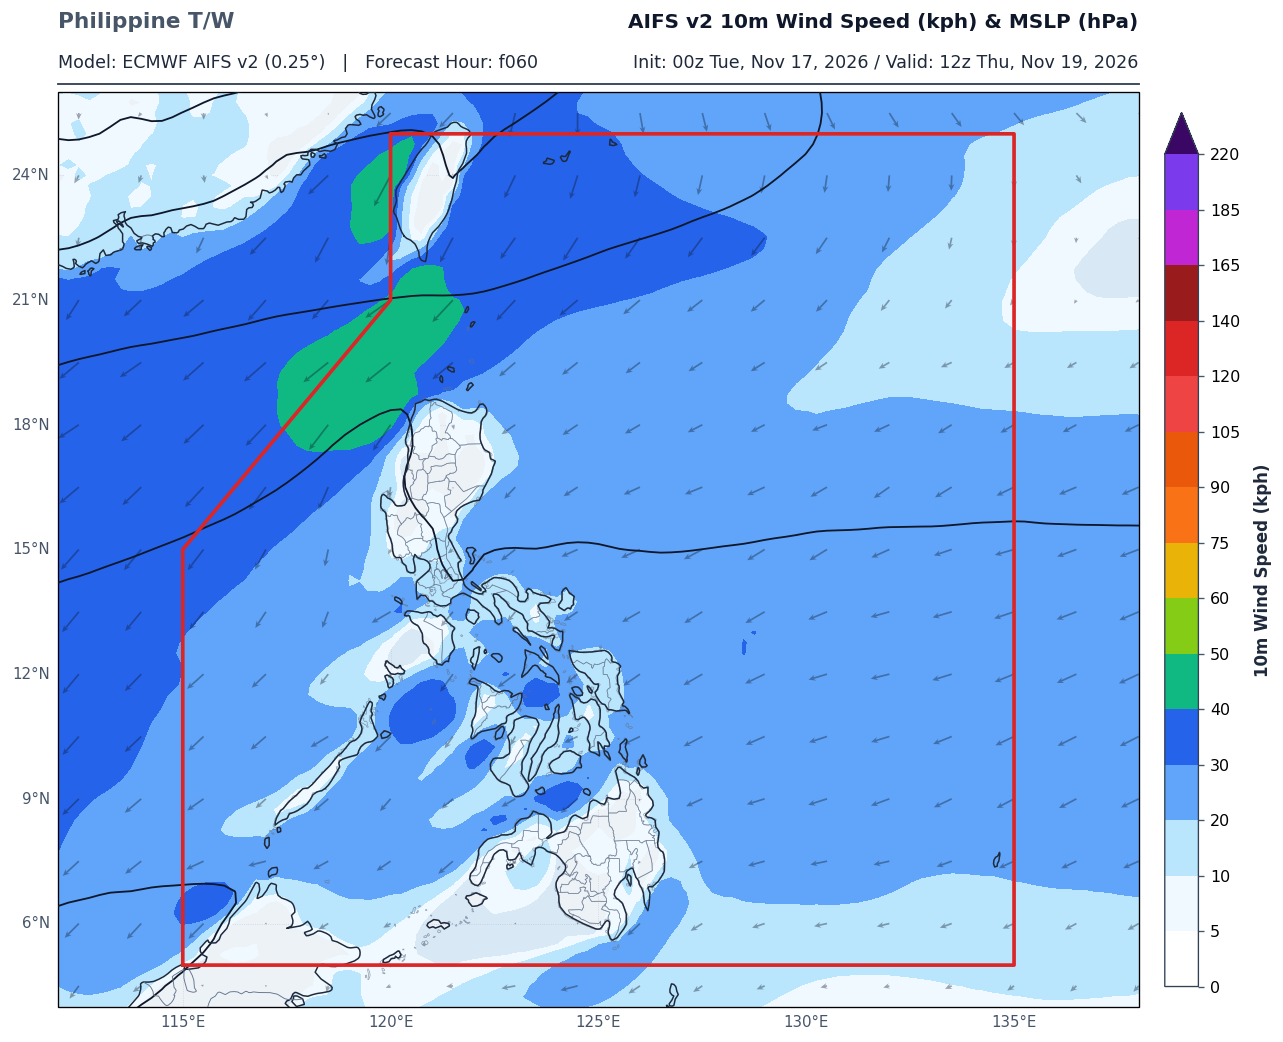 Philippine T/W
AIFS v2 10m Wind Speed (kph) & MSLP (hPa)
Model: ECMWF AIFS v2 (0.25°) | Forecast Hour: f060
Init: 00z Tue, Nov 17, 2026 / Valid: 12z Thu, Nov 19, 2026
24°N
21°N
18°N
15°N
12°N
9°N
6°N
115°E
120°E
125°E
130°E
135°E
220
185
165
140
120
105
90
75
60
50
40
30
20
10
5
0
10m Wind Speed (kph)